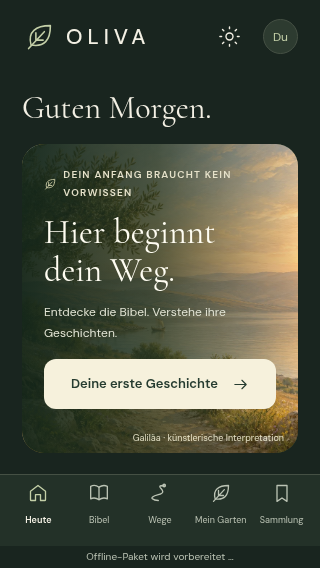 OLIVA
Du
Guten Morgen.
DEIN ANFANG BRAUCHT KEIN
VORWISSEN
Hier beginnt
dein Weg.
Entdecke die Bibel. Verstehe ihre
Geschichten.
Deine erste Geschichte →
Galiläa · künstlerische Interpretation
Heute
Bibel
Wege
Mein Garten
Sammlung
Offline-Paket wird vorbereitet …